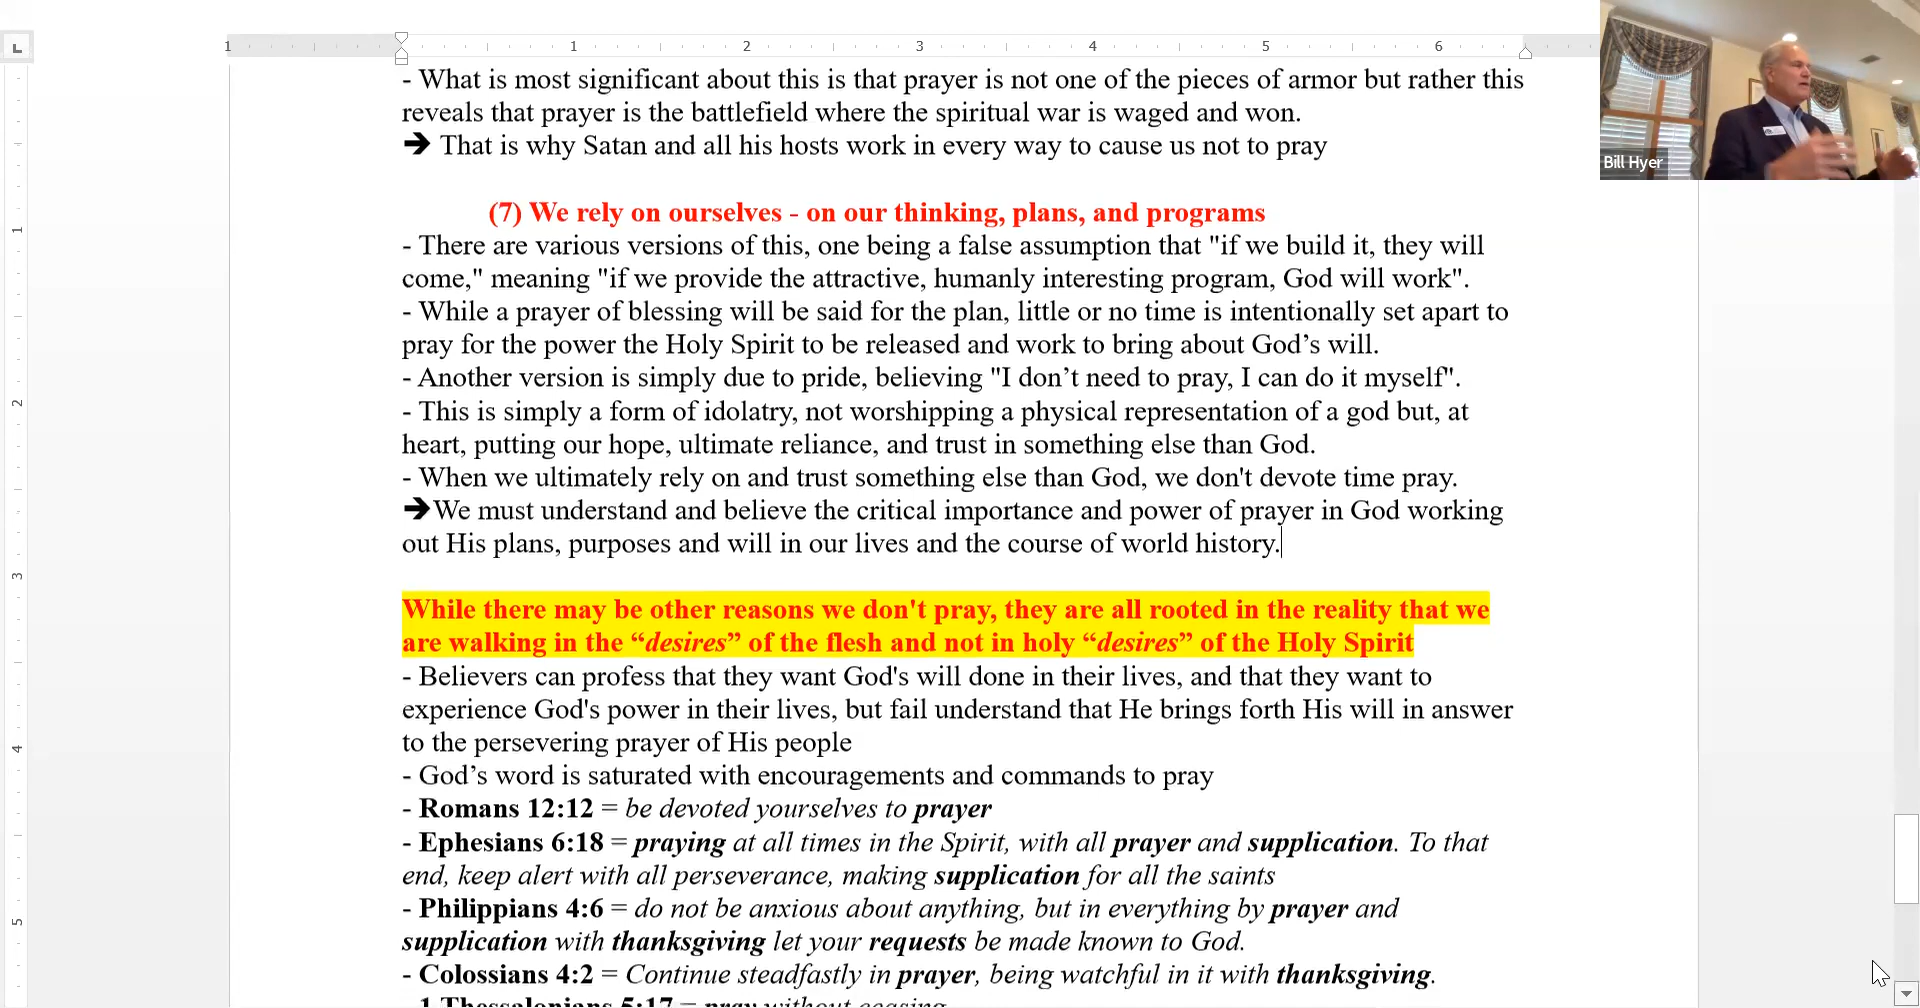 1 1 2 3 4 5 6
- What is most significant about this is that prayer is not one of the pieces of armor but rather this
reveals that prayer is the battlefield where the spiritual war is waged and won.
➔ That is why Satan and all his hosts work in every way to cause us not to pray
Bill Hyer
(7) We rely on ourselves - on our thinking, plans, and programs
- There are various versions of this, one being a false assumption that "if we build it, they will
come," meaning "if we provide the attractive, humanly interesting program, God will work".
- While a prayer of blessing will be said for the plan, little or no time is intentionally set apart to
pray for the power the Holy Spirit to be released and work to bring about God’s will.
- Another version is simply due to pride, believing "I don’t need to pray, I can do it myself".
- This is simply a form of idolatry, not worshipping a physical representation of a god but, at
heart, putting our hope, ultimate reliance, and trust in something else than God.
- When we ultimately rely on and trust something else than God, we don't devote time pray.
➔We must understand and believe the critical importance and power of prayer in God working
out His plans, purposes and will in our lives and the course of world history.
While there may be other reasons we don't pray, they are all rooted in the reality that we
are walking in the “desires” of the flesh and not in holy “desires” of the Holy Spirit
- Believers can profess that they want God's will done in their lives, and that they want to
experience God's power in their lives, but fail understand that He brings forth His will in answer
to the persevering prayer of His people
- God’s word is saturated with encouragements and commands to pray
- Romans 12:12 = be devoted yourselves to prayer
- Ephesians 6:18 = praying at all times in the Spirit, with all prayer and supplication. To that
end, keep alert with all perseverance, making supplication for all the saints
- Philippians 4:6 = do not be anxious about anything, but in everything by prayer and
supplication with thanksgiving let your requests be made known to God.
- Colossians 4:2 = Continue steadfastly in prayer, being watchful in it with thanksgiving.
- 1 Thessalonians 5:17 = pray without ceasing
1
2
3
4
5